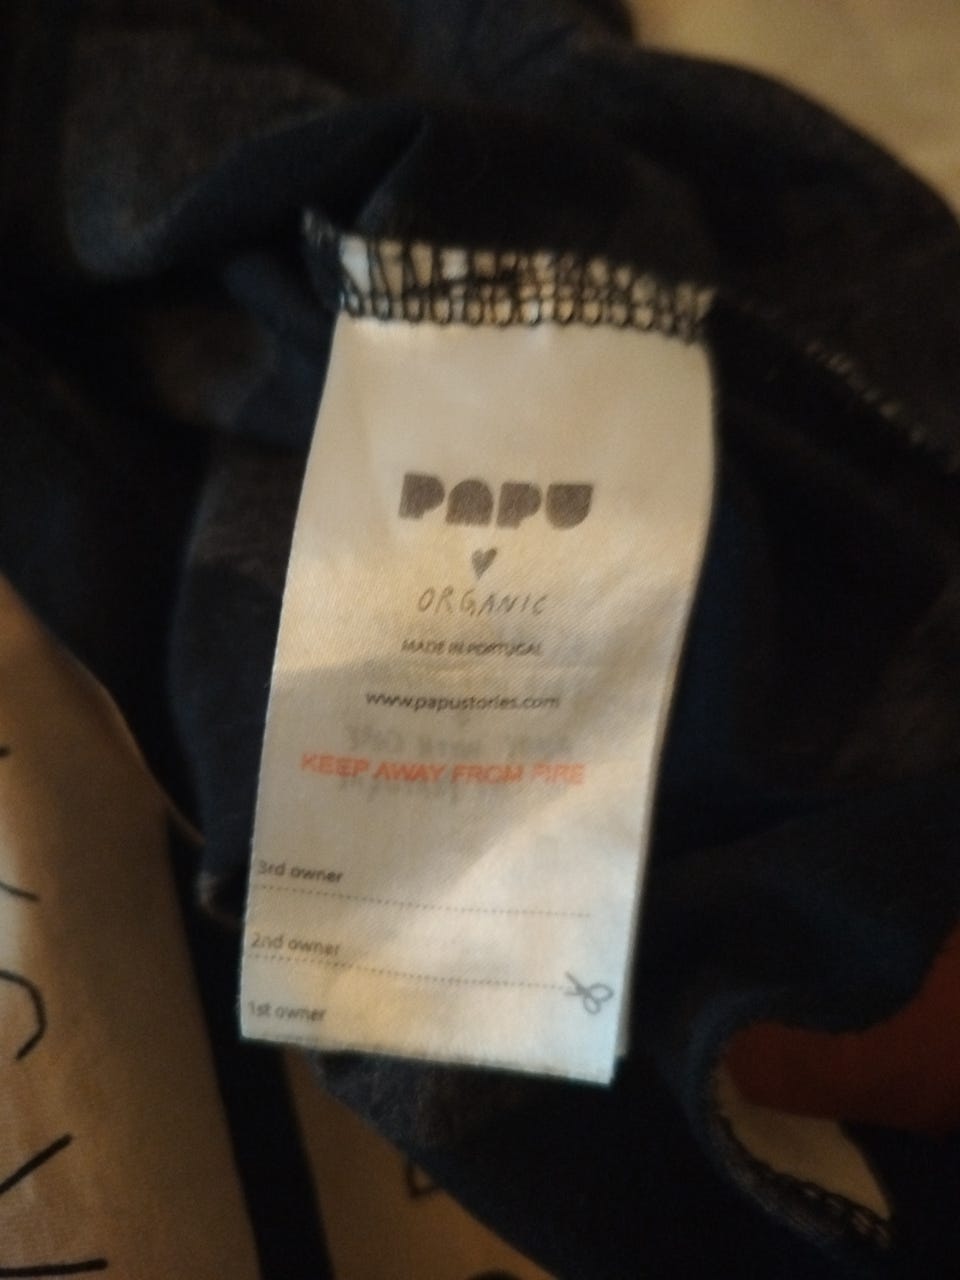 PAPU
ORGANIC
MADE IN PORTUGAL
www.papustories.com
KEEP AWAY FROM FIRE
3rd owner
2nd owner
1st owner